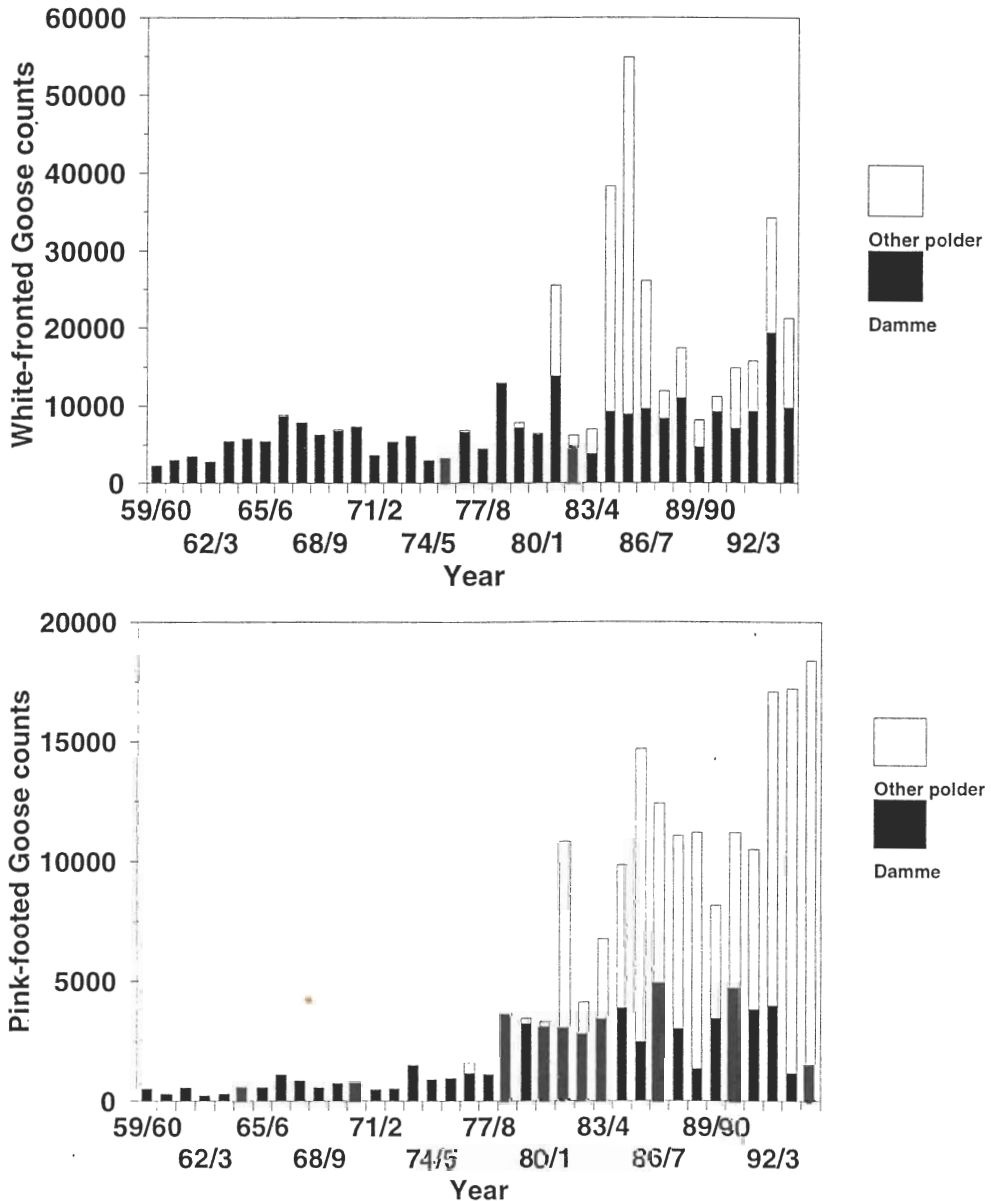 White-fronted Goose counts
60000
50000
40000
30000
20000
10000
0
59/60 65/6 71/2 77/8 83/4 89/90
62/3 68/9 74/5 80/1 86/7 92/3
Year
Other polder
Damme
Pink-footed Goose counts
20000
15000
10000
5000
0
59/60 65/6 71/2 77/8 83/4 89/90
62/3 68/9 74/5 80/1 86/7 92/3
Year
Other polder
Damme